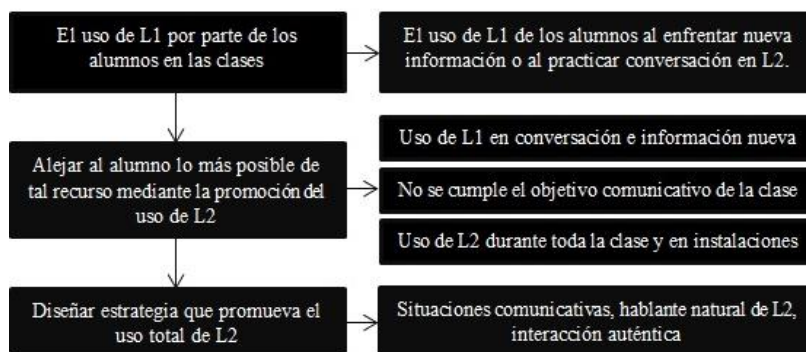 El uso de L1 por parte de los
alumnos en las clases
El uso de L1 de los alumnos al enfrentar nueva
información o al practicar conversación en L2.
Alejar al alumno lo más posible de
tal recurso mediante la promoción del
uso de L2
Uso de L1 en conversación e información nueva
No se cumple el objetivo comunicativo de la clase
Uso de L2 durante toda la clase y en instalaciones
Diseñar estrategia que promueva el
uso total de L2
Situaciones comunicativas, hablante natural de L2,
interacción auténtica